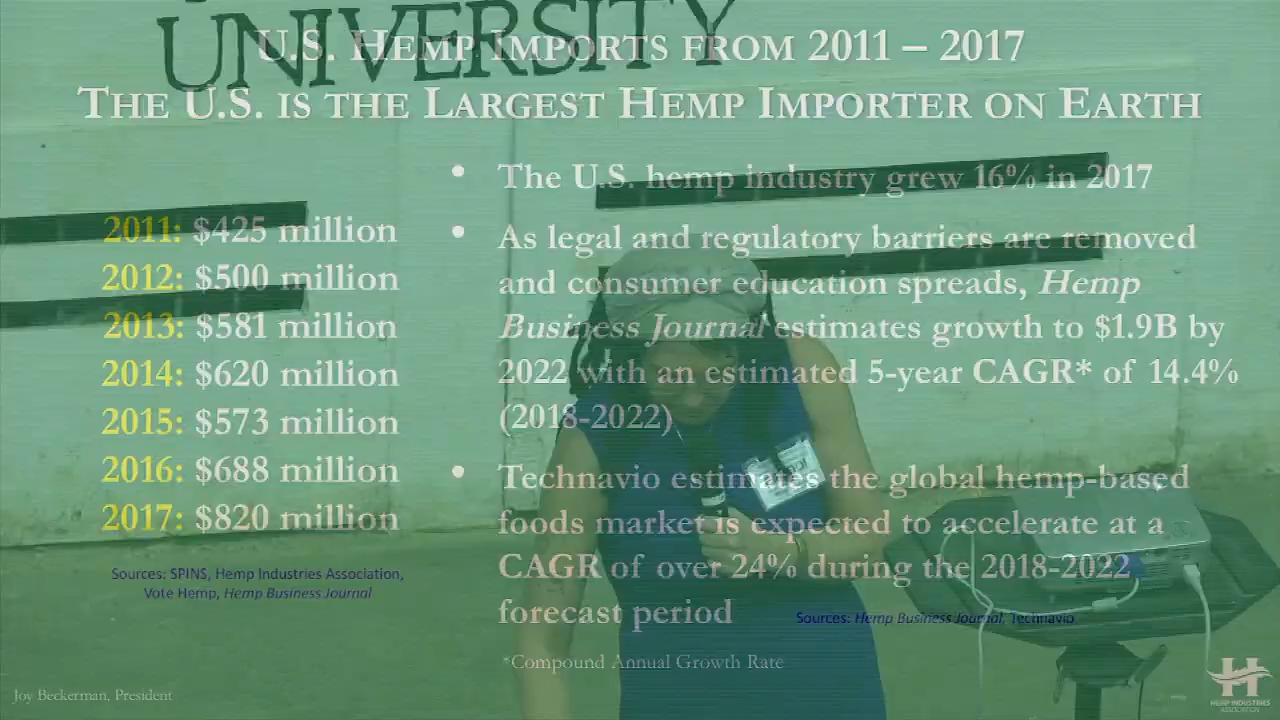 UNIVERSITY
U.S. HEMP IMPORTS FROM 2011 – 2017
THE U.S. IS THE LARGEST HEMP IMPORTER ON EARTH
2011: $425 million
2012: $500 million
2013: $581 million
2014: $620 million
2015: $573 million
2016: $688 million
2017: $820 million
Sources: SPINS, Hemp Industries Association,
Vote Hemp, Hemp Business Journal
• The U.S. hemp industry grew 16% in 2017
• As legal and regulatory barriers are removed
and consumer education spreads, Hemp
Business Journal estimates growth to $1.9B by
2022 with an estimated 5-year CAGR* of 14.4%
(2018-2022)
• Technavio estimates the global hemp-based
foods market is expected to accelerate at a
CAGR of over 24% during the 2018-2022
forecast period
Sources: Hemp Business Journal, Technavio
*Compound Annual Growth Rate
Joy Beckerman, President
H
HEMP INDUSTRIES
ASSOCIATION